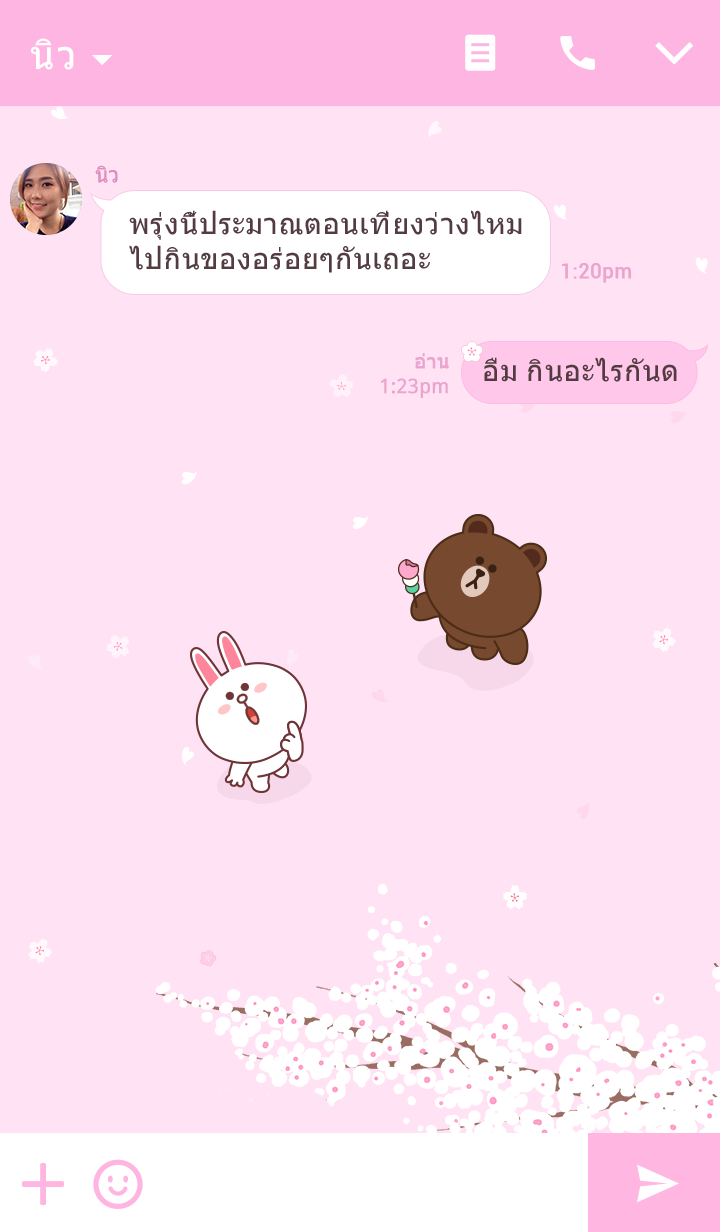 นิว
นิว
พรุ่งนี้ประมาณตอนเที่ยงว่างไหม
ไปกินของอร่อยๆกันเถอะ
1:20pm
อ่าน
1:23pm
อืม กินอะไรกันด